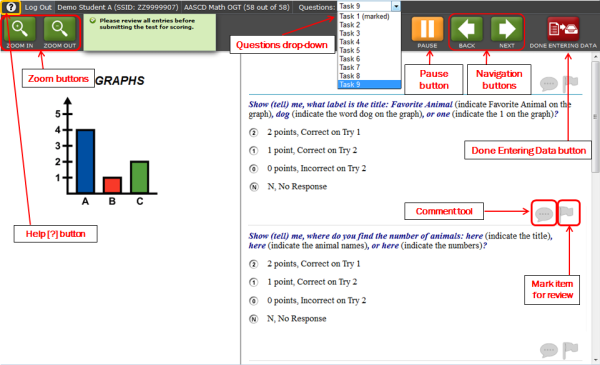 ? Log Out Demo Student A (SSID: ZZ9999907) AASCD Math OGT (58 out of 58) Questions: Task 9
Task 1 (marked)
Task 2
Task 3
Task 4
Task 5
Task 6
Task 7
Task 8
Task 9
Please review all entries before
submitting the test for scoring.
ZOOM IN ZOOM OUT
Questions drop-down
PAUSE BACK NEXT DONE ENTERING DATA
Zoom buttons
GRAPHS
Pause
button
Navigation
buttons
Show (tell) me, what label is the title: Favorite Animal (indicate Favorite Animal on the
graph), dog (indicate the word dog on the graph), or one (indicate the 1 on the graph)?
2 2 points, Correct on Try 1
1 1 point, Correct on Try 2
0 0 points, Incorrect on Try 2
N N, No Response
Done Entering Data button
5
4
3
2
1
A B C
Comment tool
Help [?] button
Show (tell) me, where do you find the number of animals: here (indicate the title),
here (indicate the animal names), or here (indicate the numbers)?
2 2 points, Correct on Try 1
1 1 point, Correct on Try 2
0 0 points, Incorrect on Try 2
N N, No Response
Mark item
for review